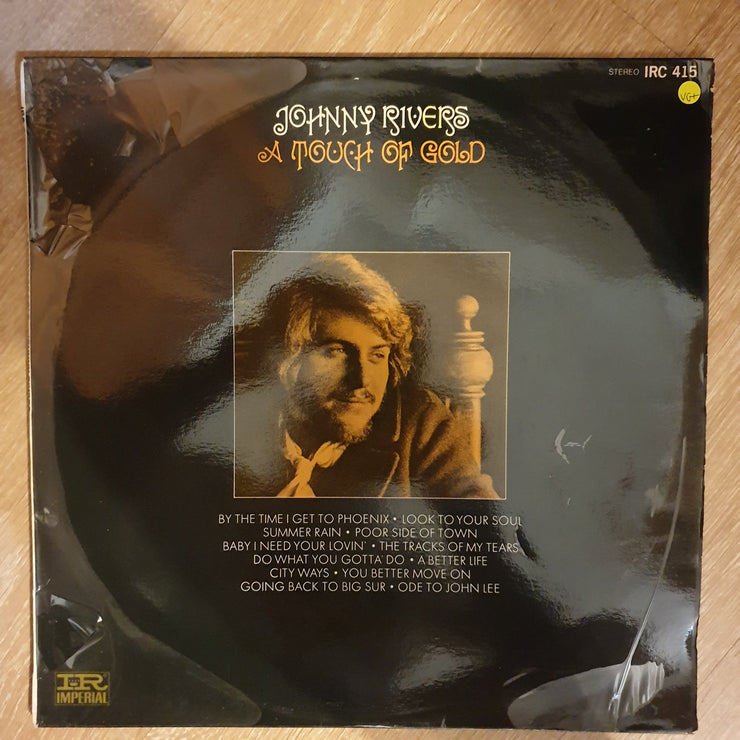 STEREO IRC 415
VG+
JOHNNY RIVERS
A TOUCH OF GOLD
BY THE TIME I GET TO PHOENIX • LOOK TO YOUR SOUL
SUMMER RAIN • POOR SIDE OF TOWN
BABY I NEED YOUR LOVIN' • THE TRACKS OF MY TEARS
DO WHAT YOU GOTTA DO • A BETTER LIFE
CITY WAYS • YOU BETTER MOVE ON
GOING BACK TO BIG SUR • ODE TO JOHN LEE
IR
IMPERIAL